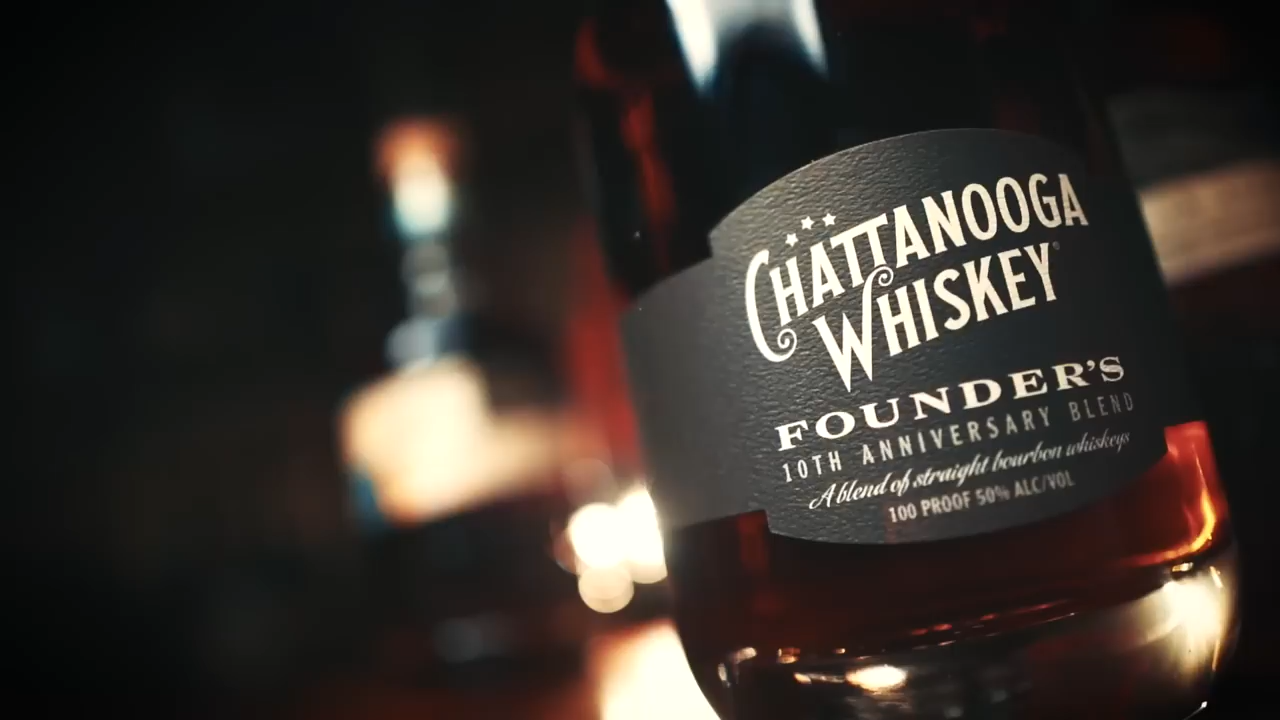 CHATTANOOGA
WHISKEY®
FOUNDER'S
10TH ANNIVERSARY BLEND
A blend of straight bourbon whiskeys
100 PROOF 50% ALC/VOL